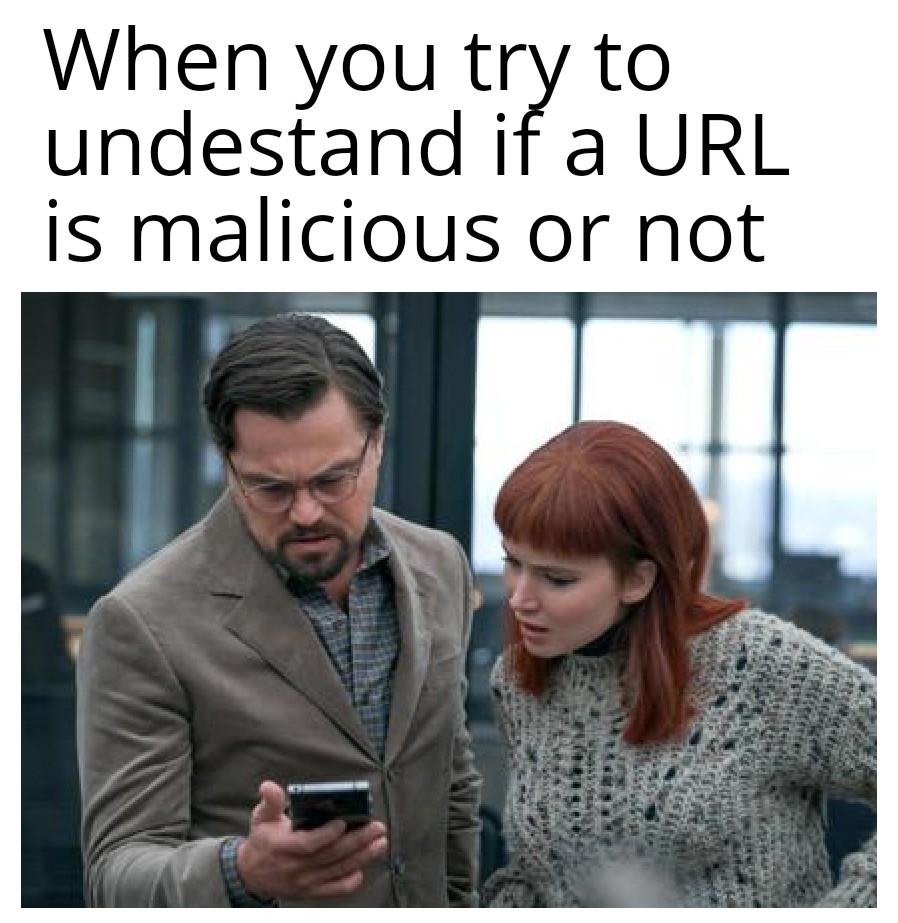 When you try to
undestand if a URL
is malicious or not